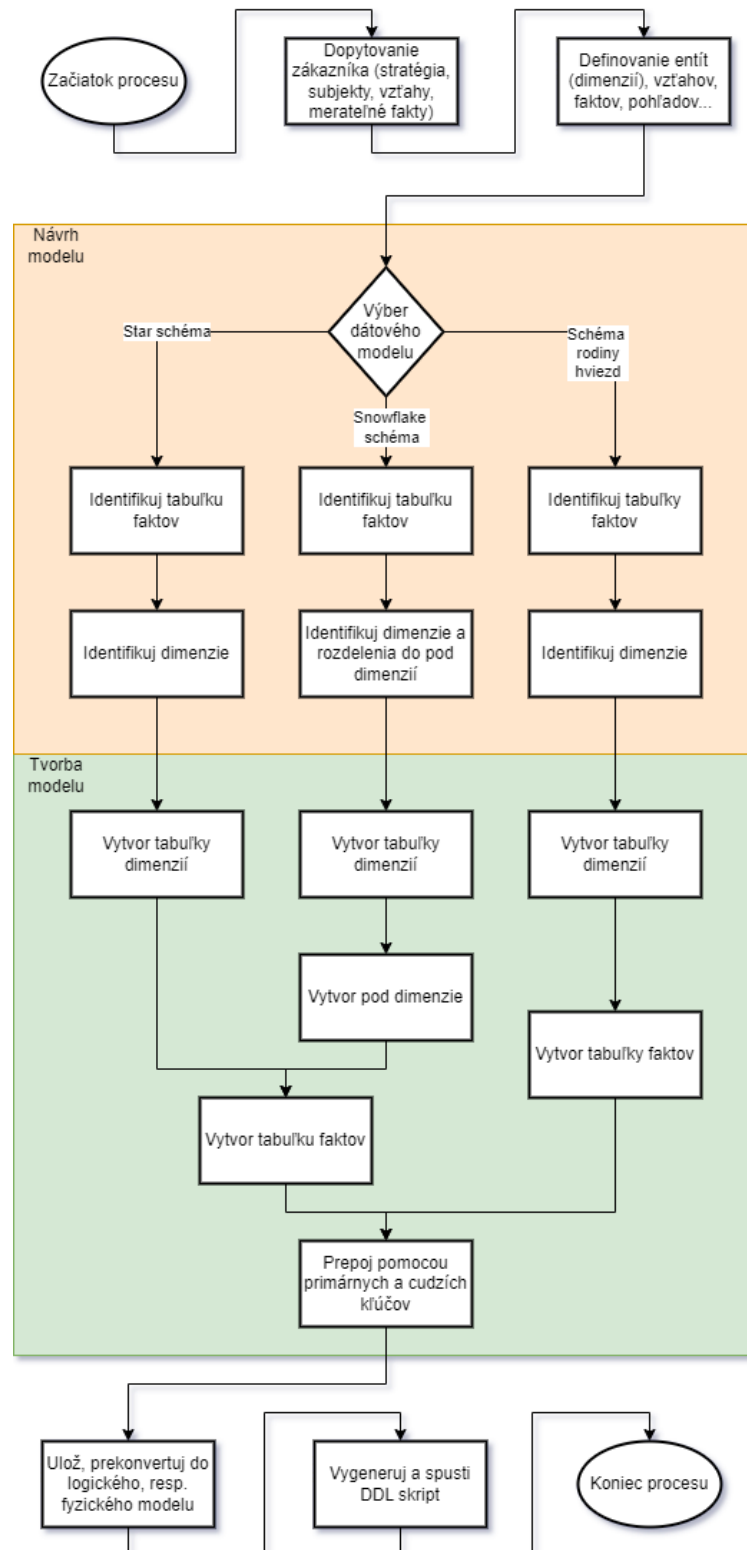 Začiatok procesu
Dopytovanie
zákazníka (stratégia,
subjekty, vzťahy,
merateľné fakty)
Definovanie entít
(dimenzií), vzťahov,
faktov, pohľadov...
Návrh
modelu
Výber
dátového
modelu
Star schéma
Snowflake
schéma
Schéma
rodiny
hviezd
Identifikuj tabuľku
faktov
Identifikuj tabuľku
faktov
Identifikuj tabuľky
faktov
Identifikuj dimenzie
Identifikuj dimenzie a
rozdelenia do pod
dimenzií
Identifikuj dimenzie
Tvorba
modelu
Vytvor tabuľky
dimenzií
Vytvor tabuľky
dimenzií
Vytvor tabuľky
dimenzií
Vytvor pod dimenzie
Vytvor tabuľky faktov
Vytvor tabuľku faktov
Prepoj pomocou
primárnych a cudzích
kľúčov
Ulož, prekonvertuj do
logického, resp.
fyzického modelu
Vygeneruj a spusti
DDL skript
Koniec procesu